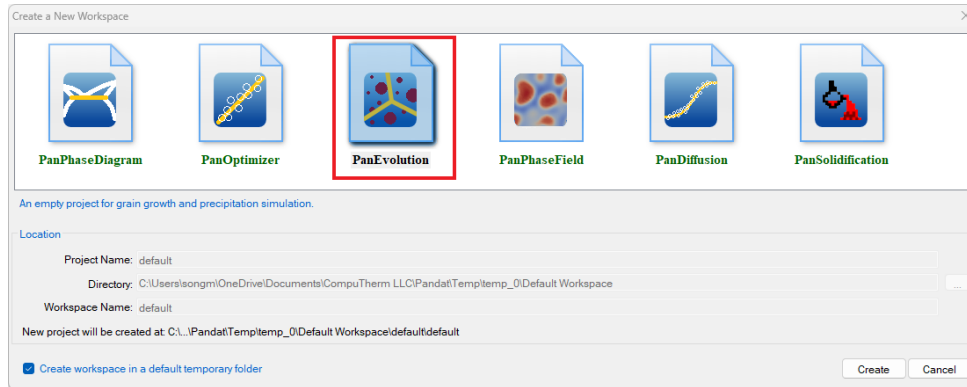 Create a New Workspace
PanPhaseDiagram
PanOptimizer
PanEvolution
PanPhaseField
PanDiffusion
PanSolidification
An empty project for grain growth and precipitation simulation.
Location
Project Name: default
Directory: C:\Users\songm\OneDrive\Documents\CompuTherm LLC\Pandat\Temp\temp_0\Default Workspace
...
Workspace Name: default
New project will be created at: C:\...\Pandat\Temp\temp_0\Default Workspace\default\default
Create workspace in a default temporary folder
Create
Cancel